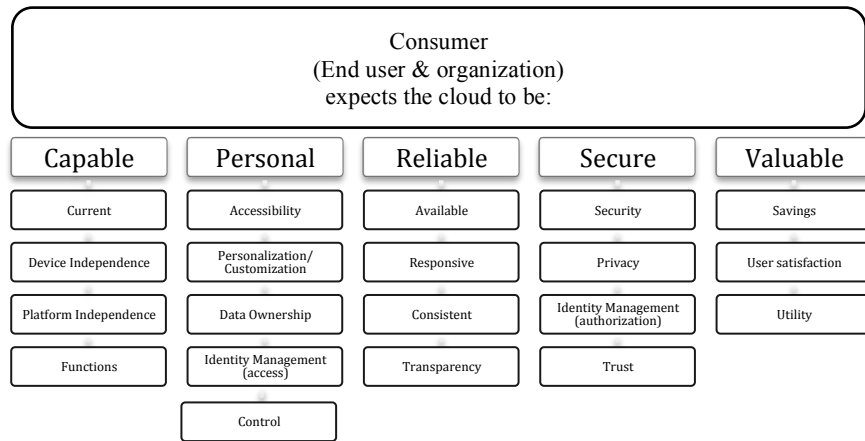 Consumer
(End user & organization)
expects the cloud to be:
Capable
Personal
Reliable
Secure
Valuable
Current
Accessibility
Available
Security
Savings
Device Independence
Personalization/
Customization
Responsive
Privacy
User satisfaction
Platform Independence
Data Ownership
Consistent
Identity Management
(authorization)
Utility
Functions
Identity Management
(access)
Transparency
Trust
Control